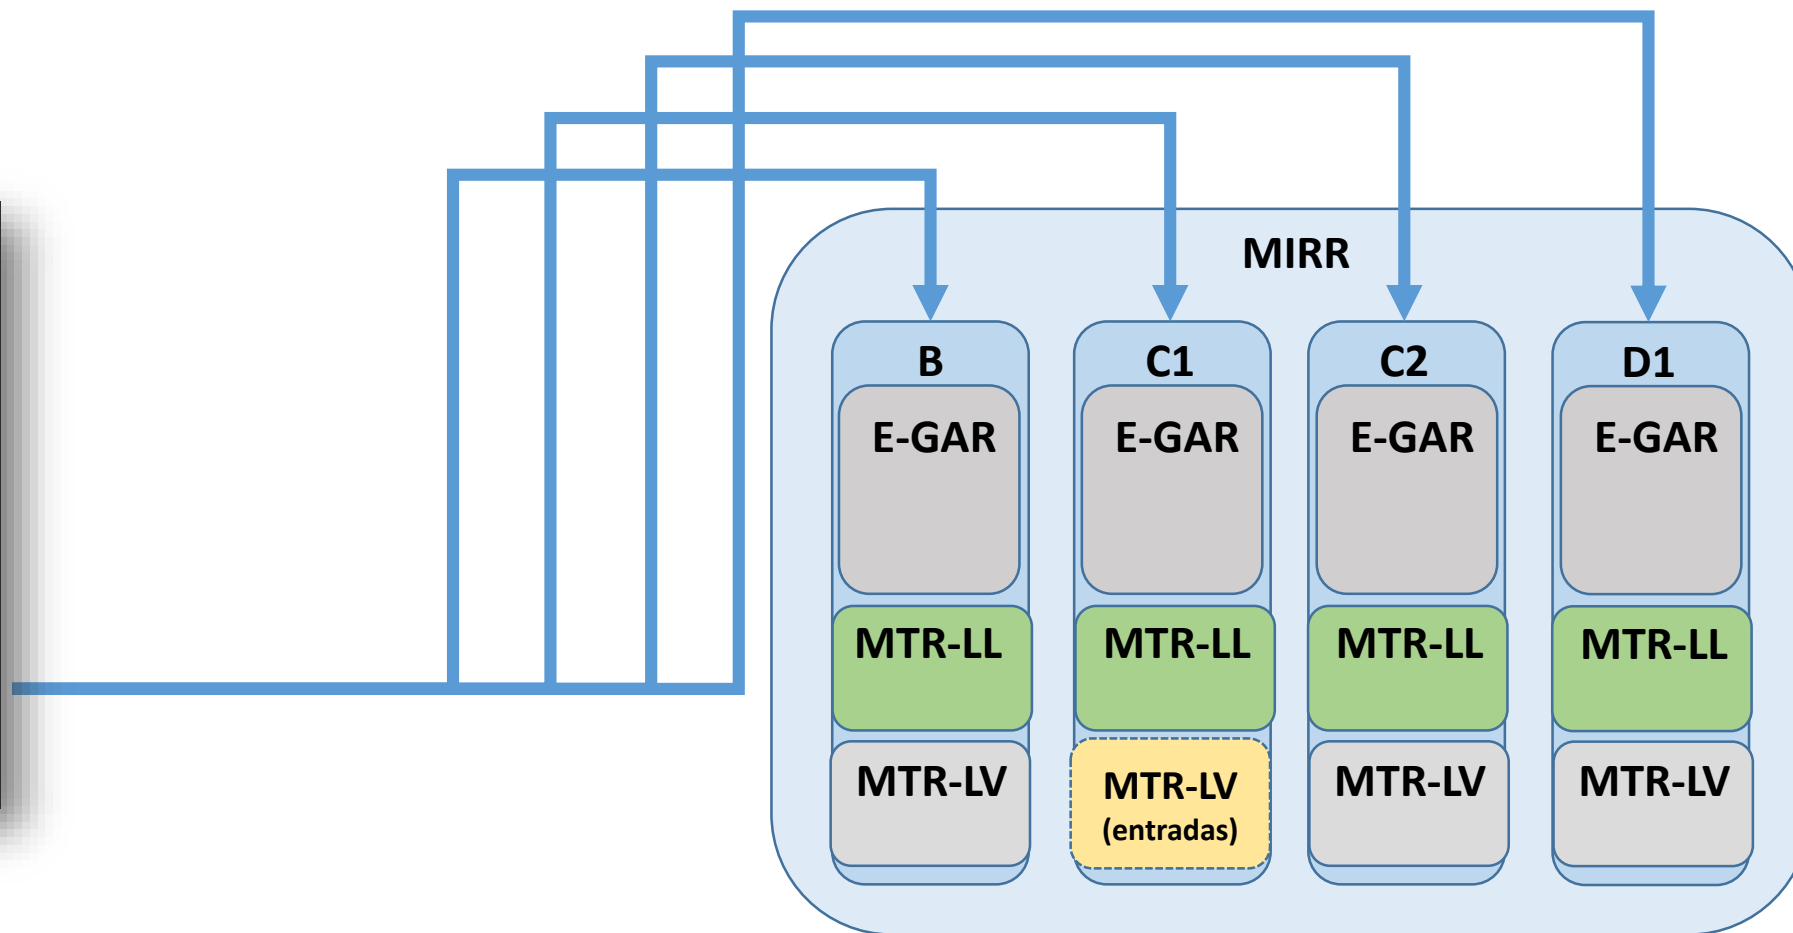 MIRR
B
C1
C2
D1
E-GAR
E-GAR
E-GAR
E-GAR
MTR-LL
MTR-LL
MTR-LL
MTR-LL
MTR-LV
MTR-LV
(entradas)
MTR-LV
MTR-LV